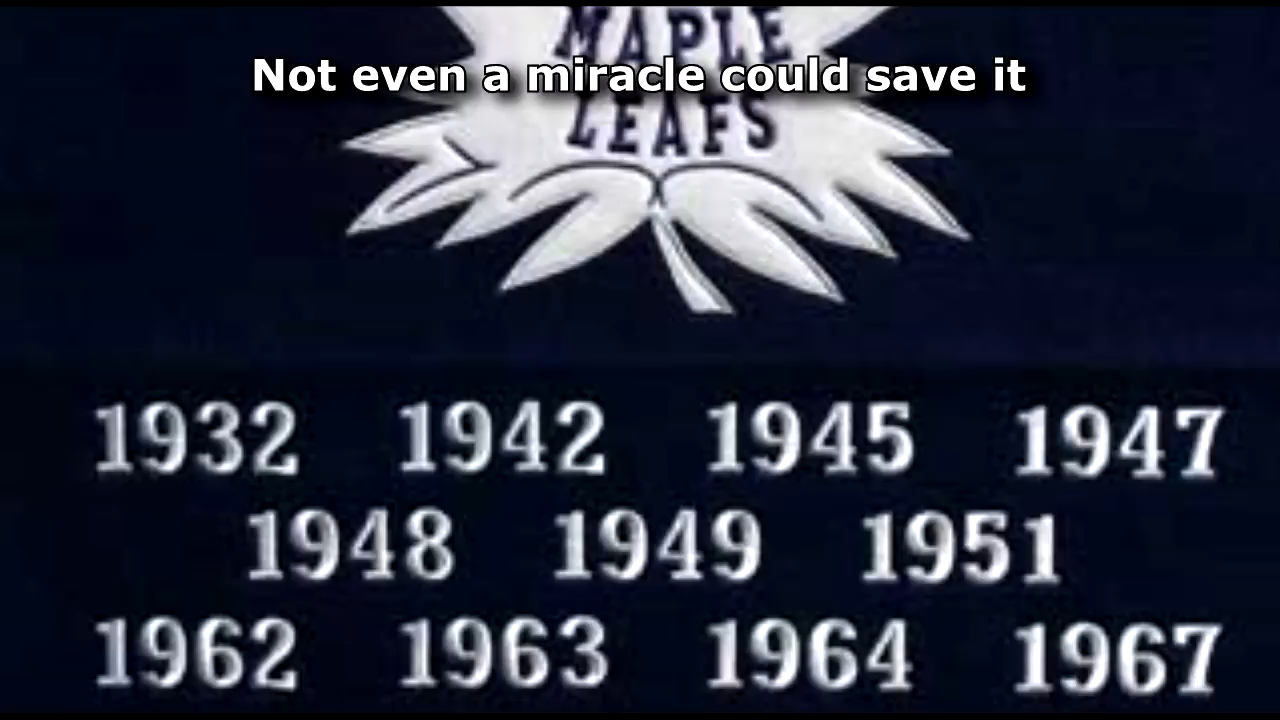 MAPLE
Not even a miracle could save it
LEAFS
1932 1942 1945 1947
1948 1949 1951
1962 1963 1964 1967